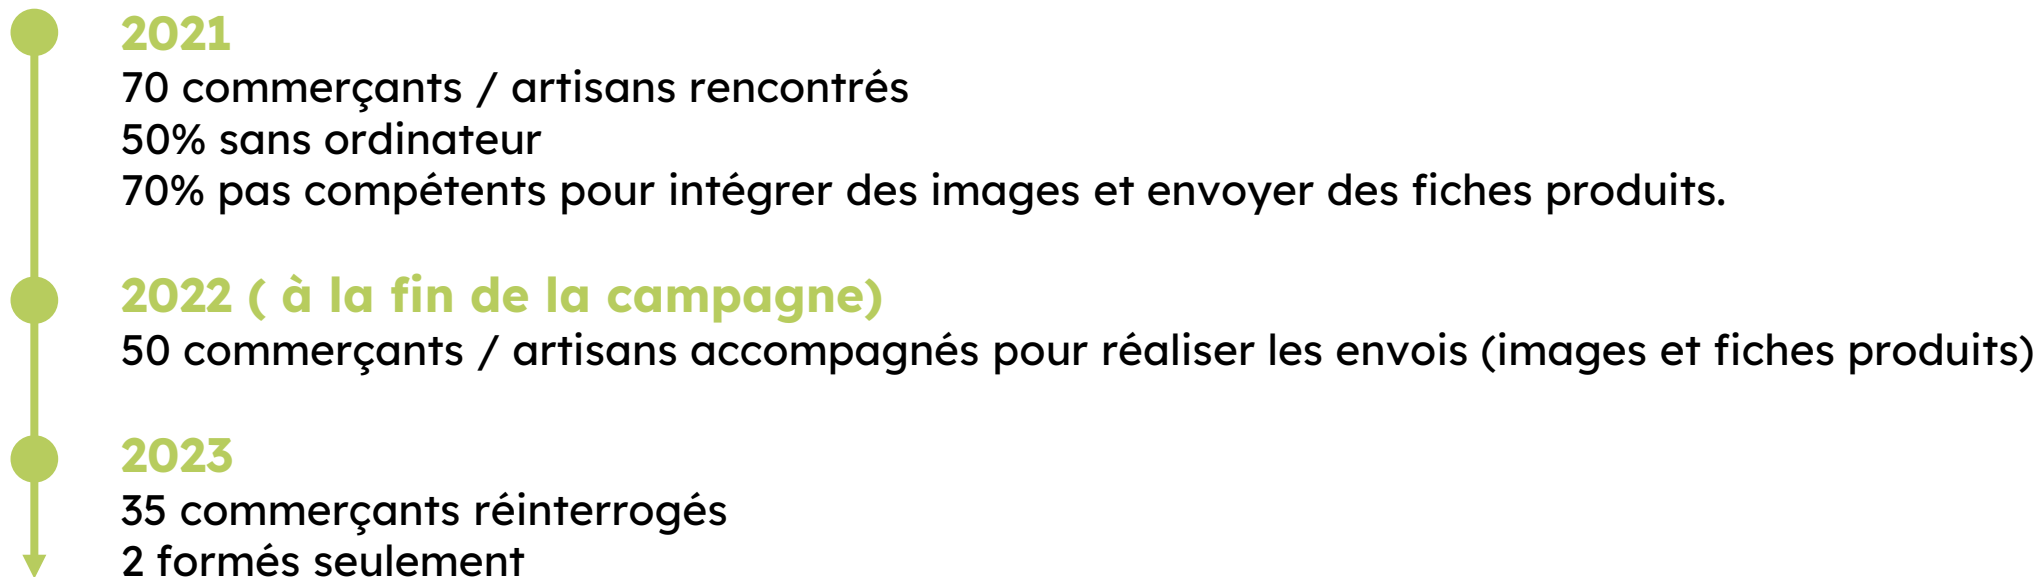 2021
70 commerçants / artisans rencontrés
50% sans ordinateur
70% pas compétents pour intégrer des images et envoyer des fiches produits.
2022 ( à la fin de la campagne)
50 commerçants / artisans accompagnés pour réaliser les envois (images et fiches produits)
2023
35 commerçants réinterrogés
2 formés seulement